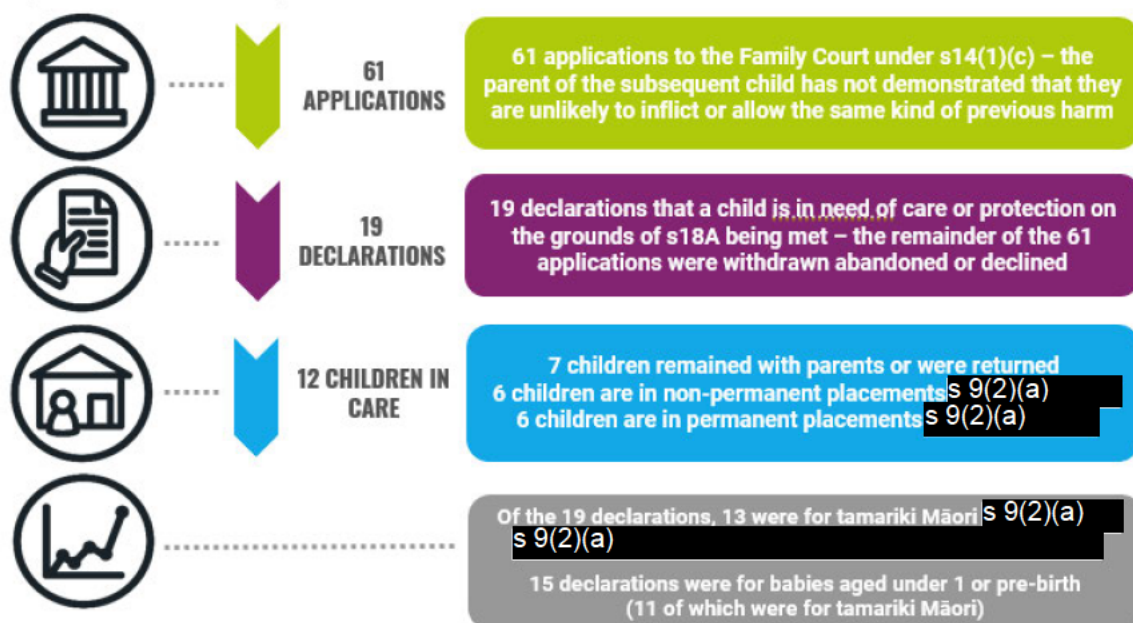 61
APPLICATIONS
61 applications to the Family Court under s14(1)(c) – the
parent of the subsequent child has not demonstrated that they
are unlikely to inflict or allow the same kind of previous harm
19
DECLARATIONS
19 declarations that a child is in need of care or protection on
the grounds of s18A being met – the remainder of the 61
applications were withdrawn abandoned or declined
12 CHILDREN IN
CARE
7 children remained with parents or were returned
6 children are in non-permanent placements s 9(2)(a)
6 children are in permanent placements s 9(2)(a)
Of the 19 declarations, 13 were for tamariki Māori s 9(2)(a)
s 9(2)(a)
15 declarations were for babies aged under 1 or pre-birth
(11 of which were for tamariki Māori)